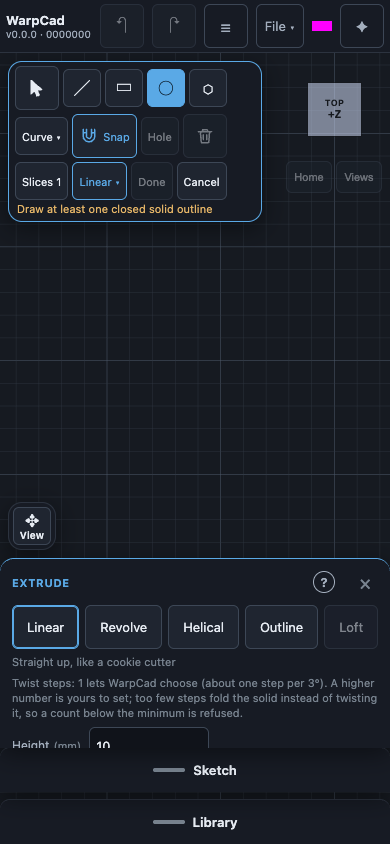 WarpCad
v0.0.0 · 0000000
File ▾
TOP
+Z
Curve ▾
Snap
Hole
Slices 1
Linear ▾
Done
Cancel
Draw at least one closed solid outline
Home
Views
View
EXTRUDE
?
Linear
Revolve
Helical
Outline
Loft
Straight up, like a cookie cutter
Twist steps: 1 lets WarpCad choose (about one step per 3°). A higher
number is yours to set; too few steps fold the solid instead of twisting
it, so a count below the minimum is refused.
Height (mm)
10
Sketch
Library